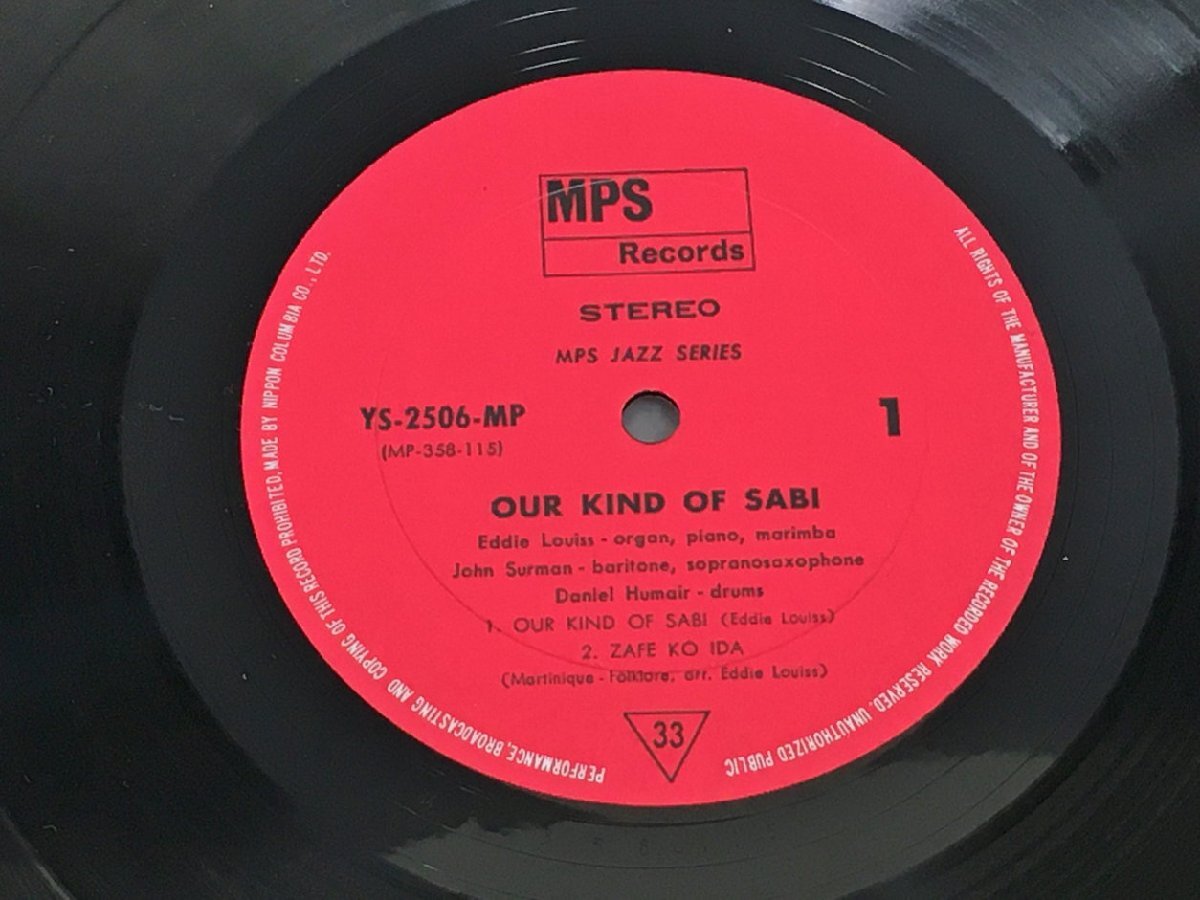 MPS
Records
STEREO
MPS JAZZ SERIES
YS-2506-MP
1
(MP-358-115)
OUR KIND OF SABI
Eddie Louiss - organ, piano, marimba
John Surman - baritone, sopranosaxophone
Daniel Humair - drums
1. OUR KIND OF SABI (Eddie Louiss)
2. ZAFE KO IDA
(Martinique - Folklore, arr. Eddie Louiss)
33
ALL RIGHTS OF THE MANUFACTURER AND OF THE OWNER OF THE RECORDED WORK RESERVED. UNAUTHORIZED PUBLIC PERFORMANCE, BROADCASTING AND COPYING OF THIS RECORD PROHIBITED, MADE BY NIPPON COLUMBIA CO., LTD.